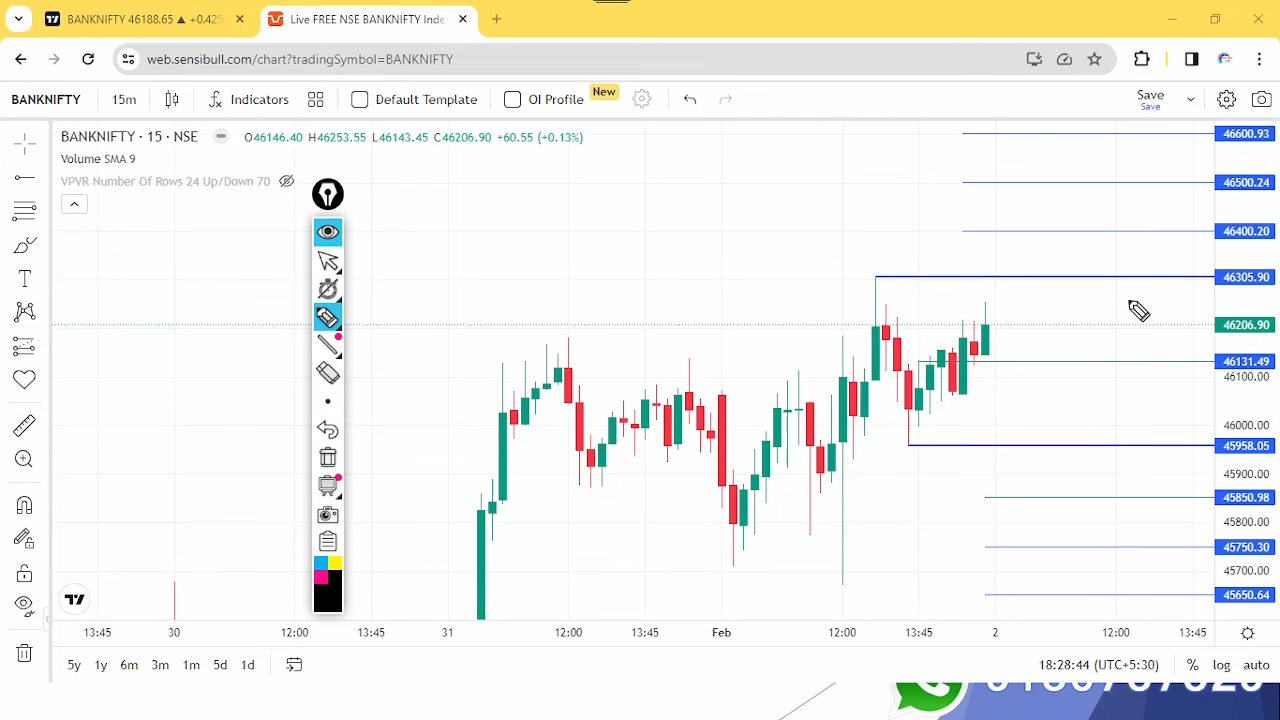 BANKNIFTY 46188.65 ▲ +0.42%
Live FREE NSE BANKNIFTY Inde
web.sensibull.com/chart?tradingSymbol=BANKNIFTY
BANKNIFTY 15m Indicators Default Template OI Profile New Save
Save
BANKNIFTY · 15 · NSE O46146.40 H46253.55 L46143.45 C46206.90 +60.55 (+0.13%)
Volume SMA 9
VPVR Number Of Rows 24 Up/Down 70
46600.93
46500.24
46400.20
46305.90
46206.90
46131.49
46100.00
46000.00
45958.05
45900.00
45850.98
45800.00
45750.30
45700.00
45650.64
13:45 30 12:00 13:45 31 12:00 13:45 Feb 12:00 13:45 2 12:00 13:45
5y 1y 6m 3m 1m 5d 1d 18:28:44 (UTC+5:30) % log auto